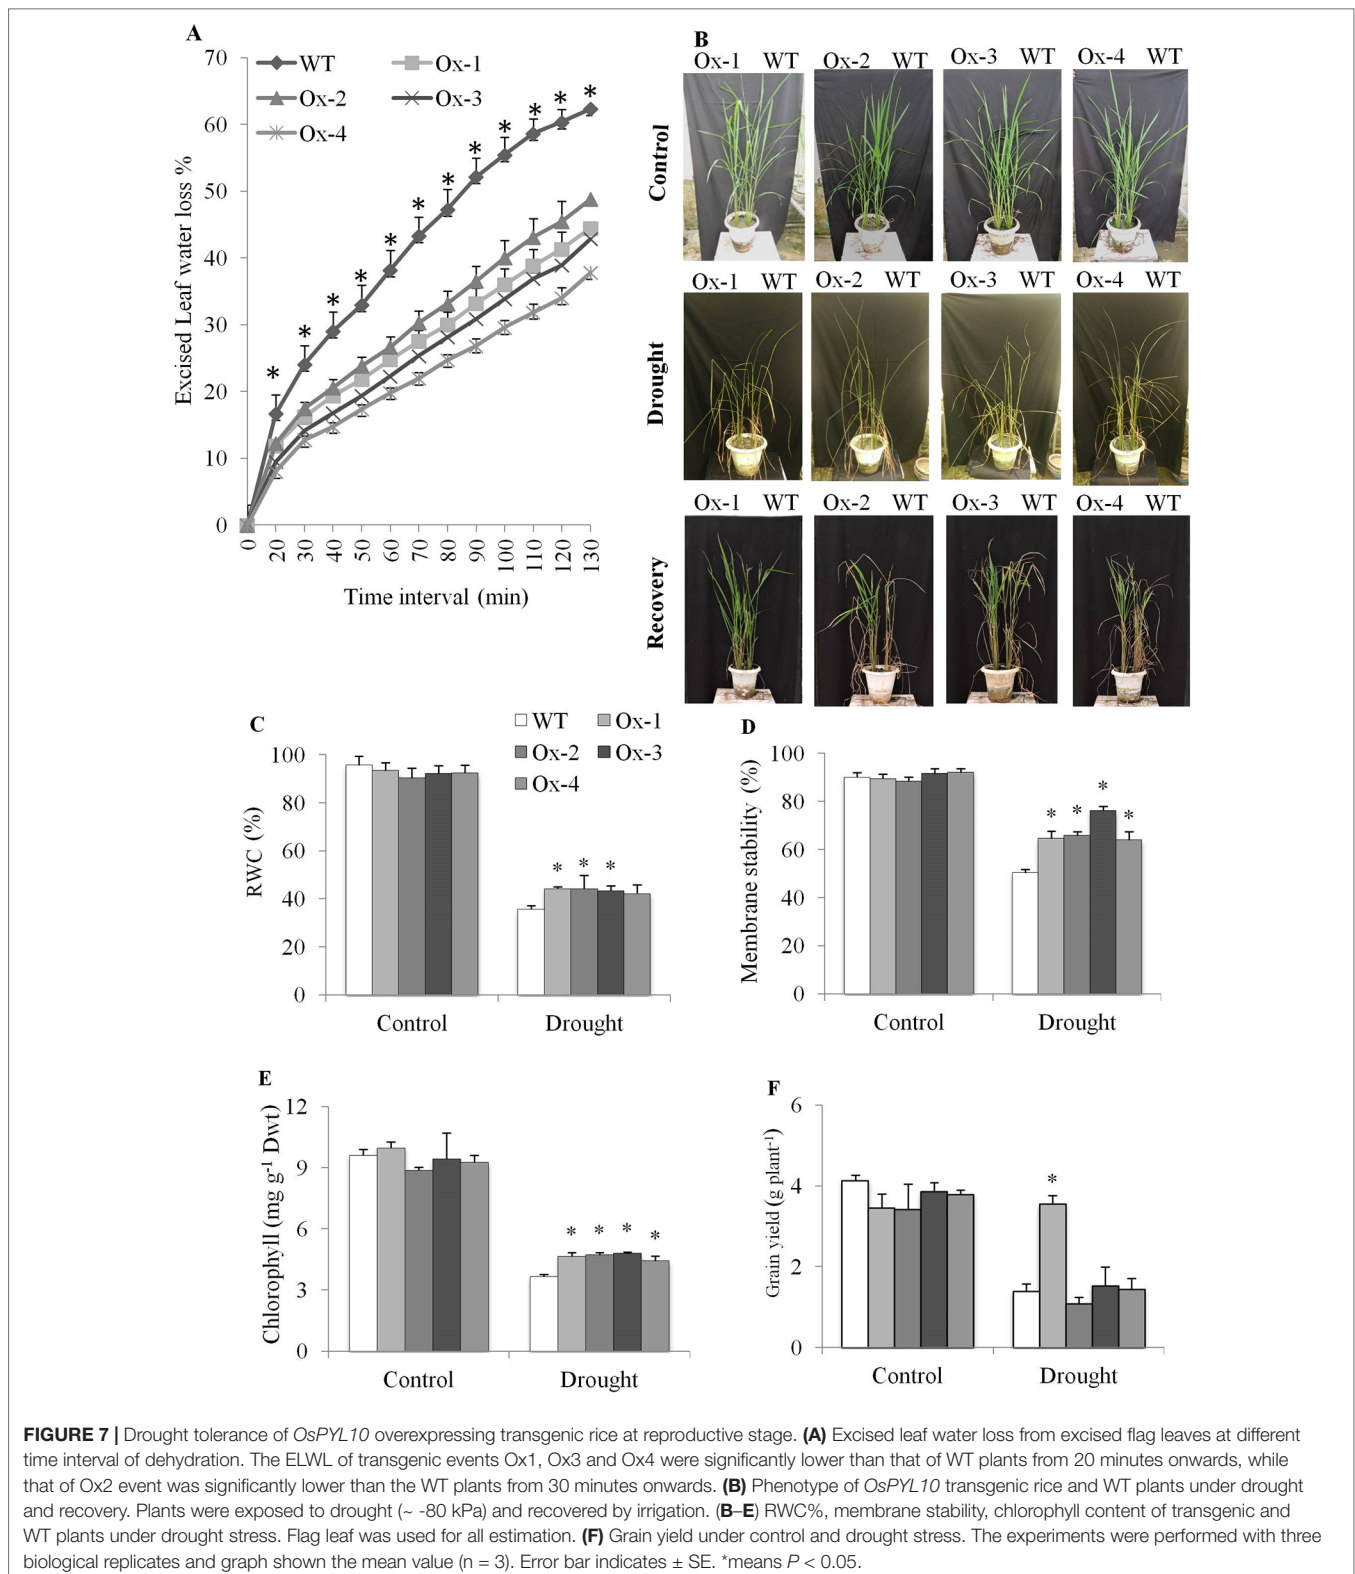 A
70
60
50
40
30
20
10
0
WT
Ox-1
Ox-2
Ox-3
Ox-4
* * * * * * * * * * * *
Excised Leaf water loss %
0 20 30 40 50 60 70 80 90 100 110 120 130
Time interval (min)
B
Ox-1 WT Ox-2 WT Ox-3 WT Ox-4 WT
Control
Ox-1 WT Ox-2 WT Ox-3 WT Ox-4 WT
Drought
Ox-1 WT Ox-2 WT Ox-3 WT Ox-4 WT
Recovery
C
WT Ox-1
Ox-2 Ox-3
Ox-4
100
80
60
40
20
0
RWC (%)
* * *
Control Drought
D
100
80
60
40
20
0
Membrane stability (%)
* * * *
Control Drought
E
12
9
6
3
0
Chlorophyll (mg g-1 Dwt)
* * * *
Control Drought
F
6
4
2
0
Grain yield (g plant-1)
*
Control Drought
FIGURE 7 | Drought tolerance of OsPYL10 overexpressing transgenic rice at reproductive stage. (A) Excised leaf water loss from excised flag leaves at different
time interval of dehydration. The ELWL of transgenic events Ox1, Ox3 and Ox4 were significantly lower than that of WT plants from 20 minutes onwards, while
that of Ox2 event was significantly lower than the WT plants from 30 minutes onwards. (B) Phenotype of OsPYL10 transgenic rice and WT plants under drought
and recovery. Plants were exposed to drought (~ -80 kPa) and recovered by irrigation. (B–E) RWC%, membrane stability, chlorophyll content of transgenic and
WT plants under drought stress. Flag leaf was used for all estimation. (F) Grain yield under control and drought stress. The experiments were performed with three
biological replicates and graph shown the mean value (n = 3). Error bar indicates ± SE. *means P < 0.05.